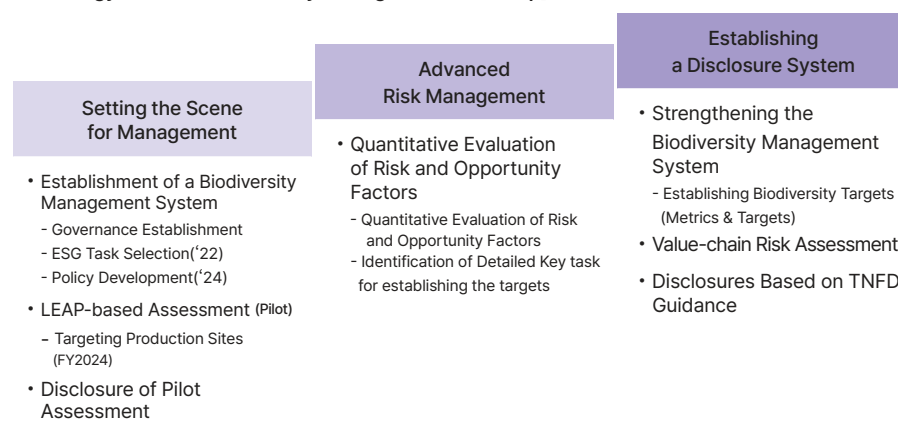 Setting the Scene
for Management
• Establishment of a Biodiversity
Management System
- Governance Establishment
- ESG Task Selection(‘22)
- Policy Development(‘24)
• LEAP-based Assessment (Pilot)
- Targeting Production Sites
(FY2024)
• Disclosure of Pilot
Assessment
Advanced
Risk Management
• Quantitative Evaluation
of Risk and Opportunity
Factors
- Quantitative Evaluation of Risk
and Opportunity Factors
- Identification of Detailed Key task
for establishing the targets
Establishing
a Disclosure System
• Strengthening the
Biodiversity Management
System
- Establishing Biodiversity Targets
(Metrics & Targets)
• Value-chain Risk Assessment
• Disclosures Based on TNFD
Guidance